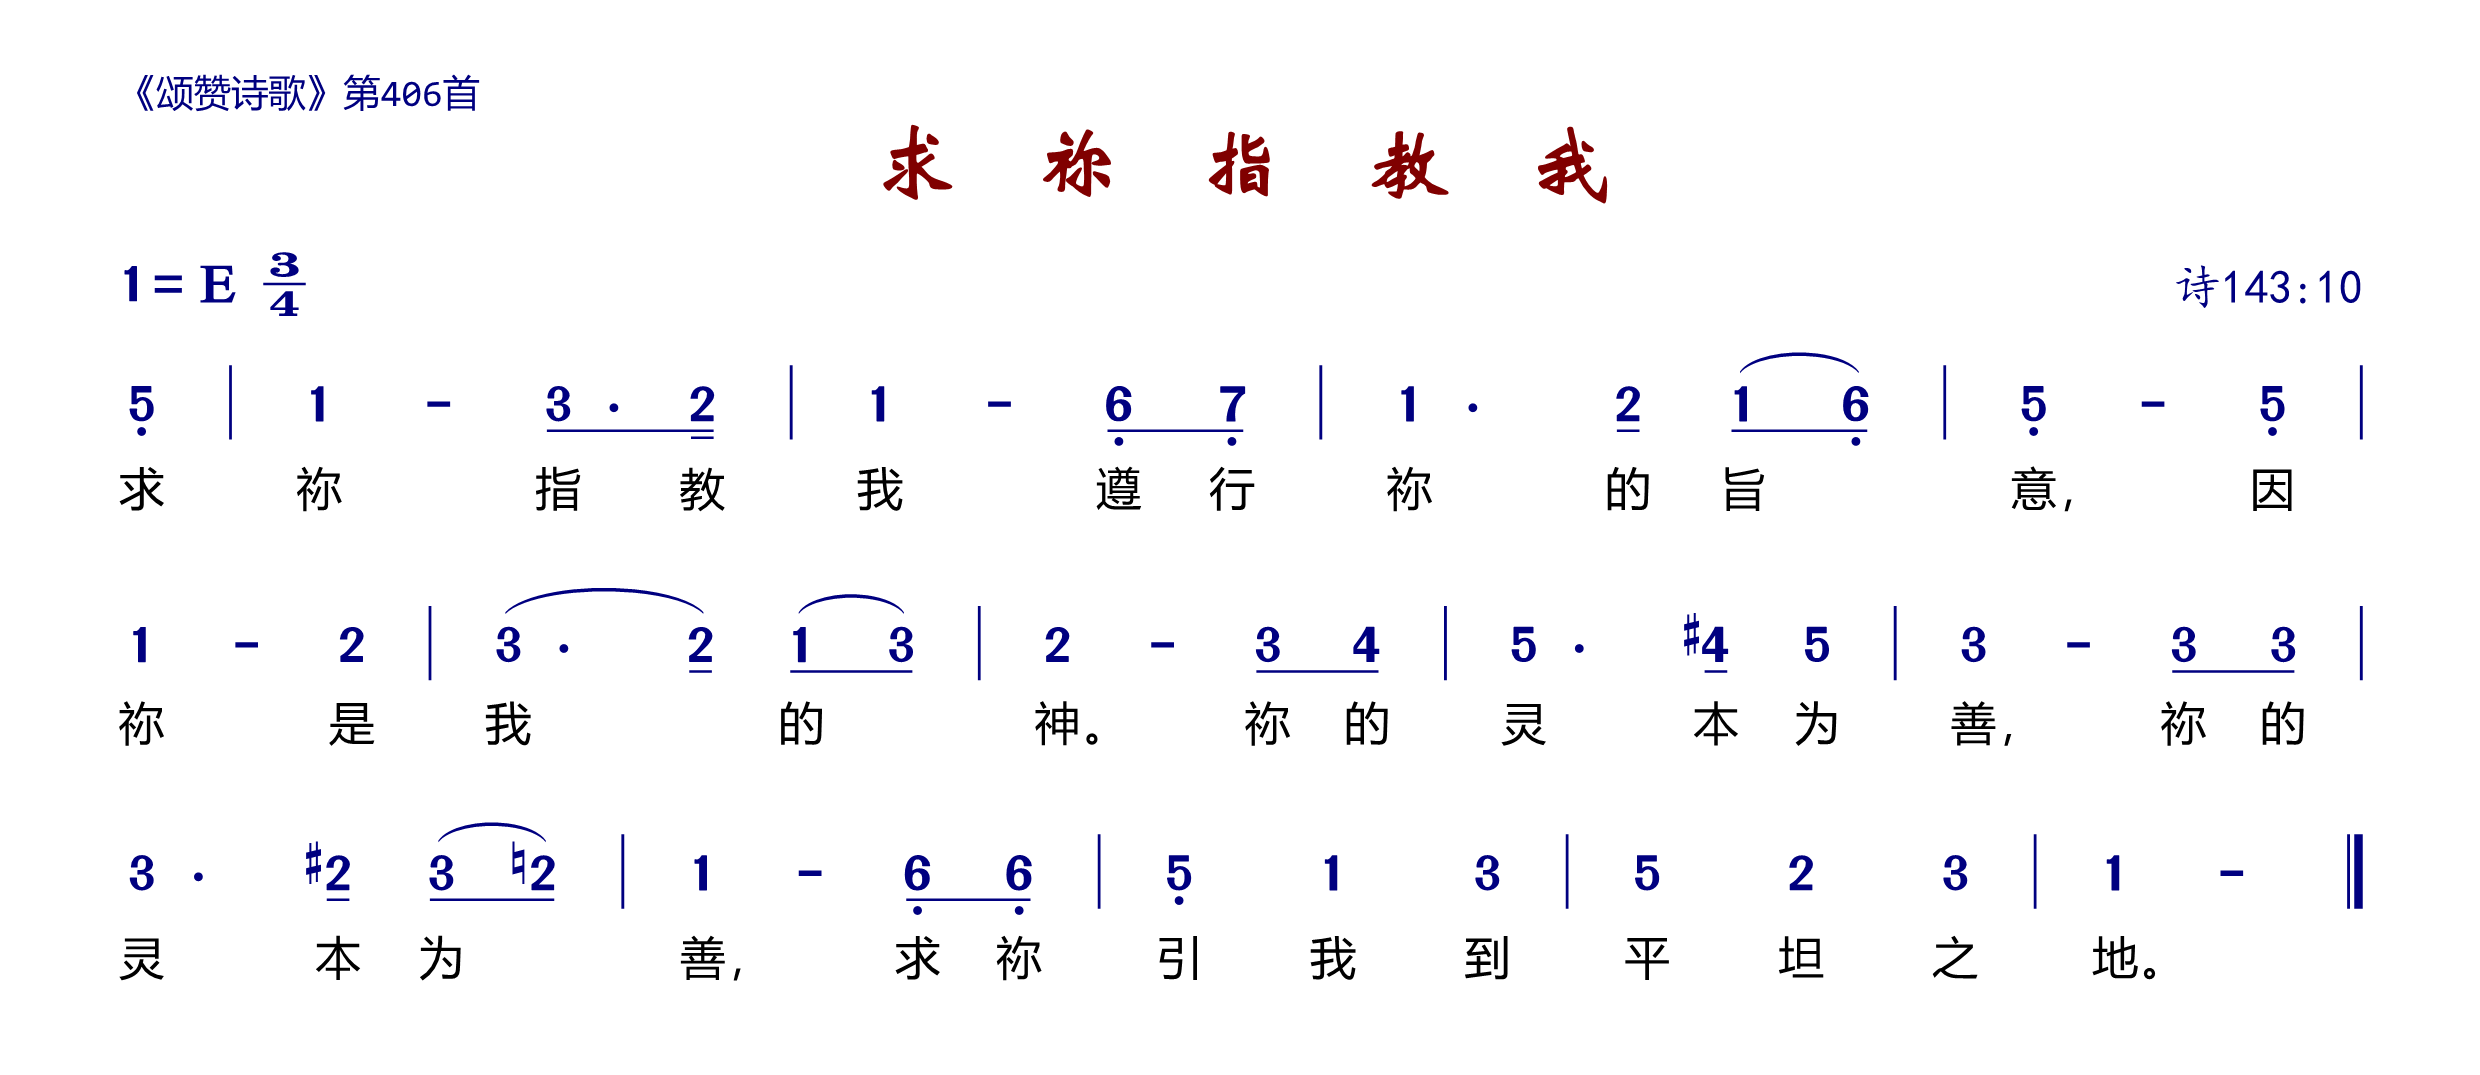 《颂赞诗歌》第406首
求祢指教我
1=E 3/4 诗143:10
5 | 1 - 3 · 2 | 1 - 6 7 | 1 · 2 1 6 | 5 - 5 |
求 祢 指 教 我 遵 行 祢 的 旨 意, 因
1 - 2 | 3 · 2 1 3 | 2 - 3 4 | 5 · #4 5 | 3 - 3 3 |
祢 是 我 的 神。 祢 的 灵 本 为 善, 祢 的
3 · #2 3 ♮2 | 1 - 6 6 | 5 1 3 | 5 2 3 | 1 - ‖
灵 本 为 善, 求 祢 引 我 到 平 坦 之 地。